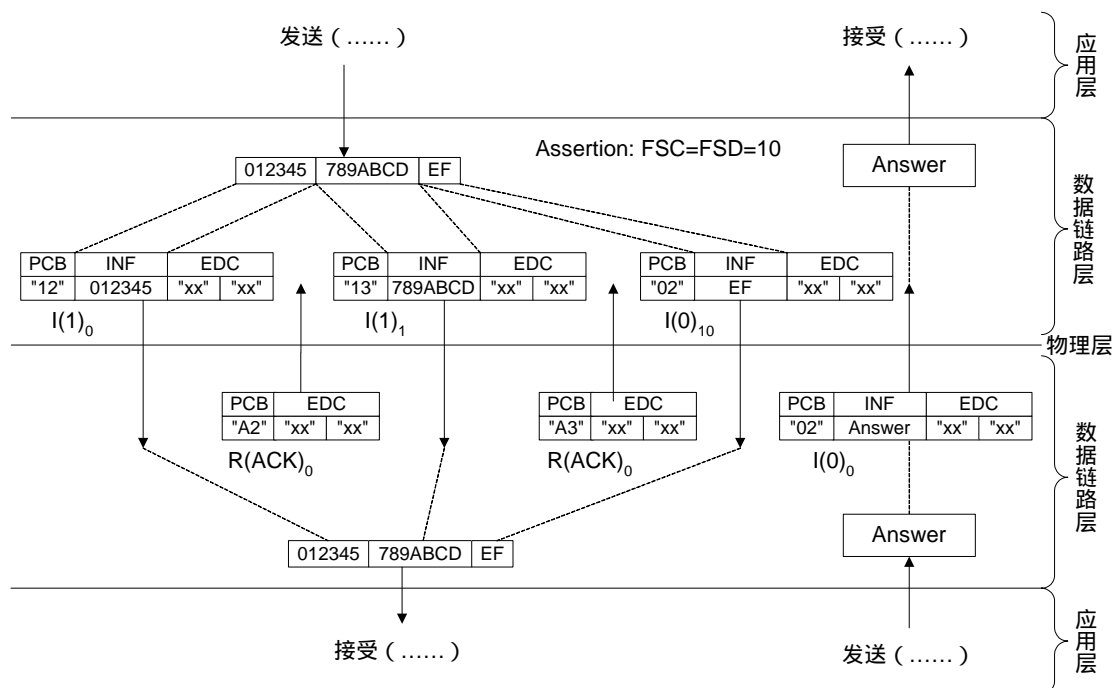 发送（……）
接受（……）
应用层
Assertion: FSC=FSD=10
012345 789ABCD EF
Answer
数据链路层
PCB INF EDC
"12" 012345 "xx" "xx"
I(1)0
PCB INF EDC
"13" 789ABCD "xx" "xx"
I(1)1
PCB INF EDC
"02" EF "xx" "xx"
I(0)10
物理层
PCB EDC
"A2" "xx" "xx"
R(ACK)0
PCB EDC
"A3" "xx" "xx"
R(ACK)0
PCB INF EDC
"02" Answer "xx" "xx"
I(0)0
数据链路层
012345 789ABCD EF
Answer
接受（……）
发送（……）
应用层